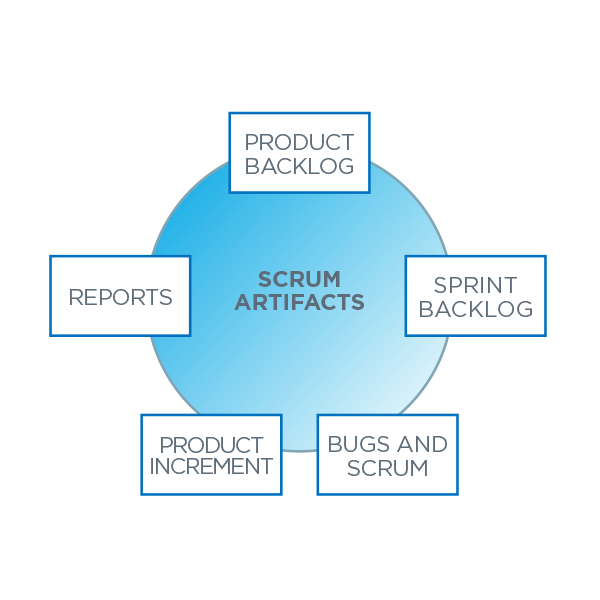 PRODUCT
BACKLOG
SCRUM
ARTIFACTS
REPORTS
SPRINT
BACKLOG
PRODUCT
INCREMENT
BUGS AND
SCRUM